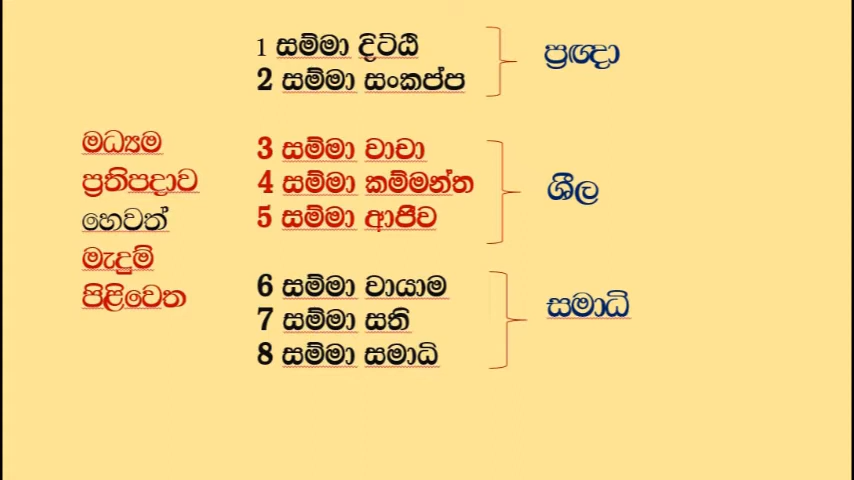 1 සම්මා දිට්ඨි
2 සම්මා සංකප්ප
ප්‍රඥා
මධ්‍යම
ප්‍රතිපදාව
හෙවත්
මැදුම්
පිළිවෙත
3 සම්මා වාචා
4 සම්මා කම්මන්ත
5 සම්මා ආජීව
ශීල
6 සම්මා වායාම
7 සම්මා සති
8 සම්මා සමාධි
සමාධි